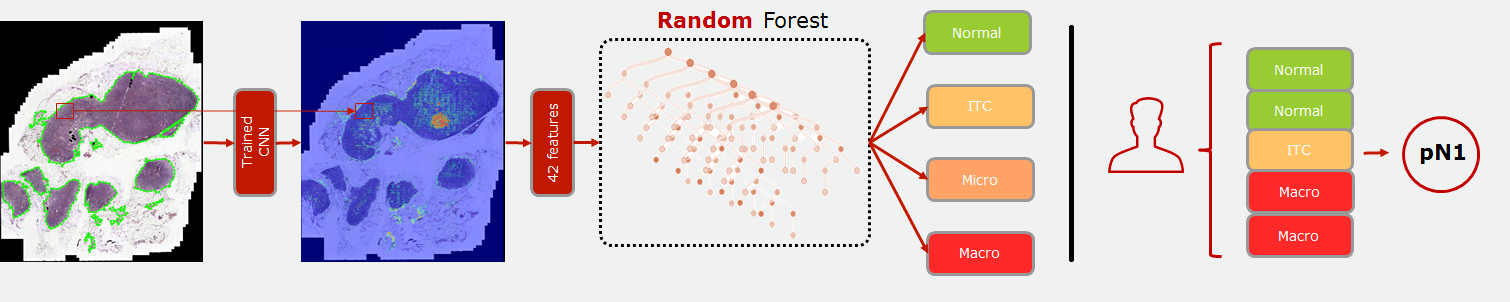 Trained
CNN
42 features
Random Forest
Normal
ITC
Micro
Macro
Normal
Normal
ITC
Macro
Macro
pN1